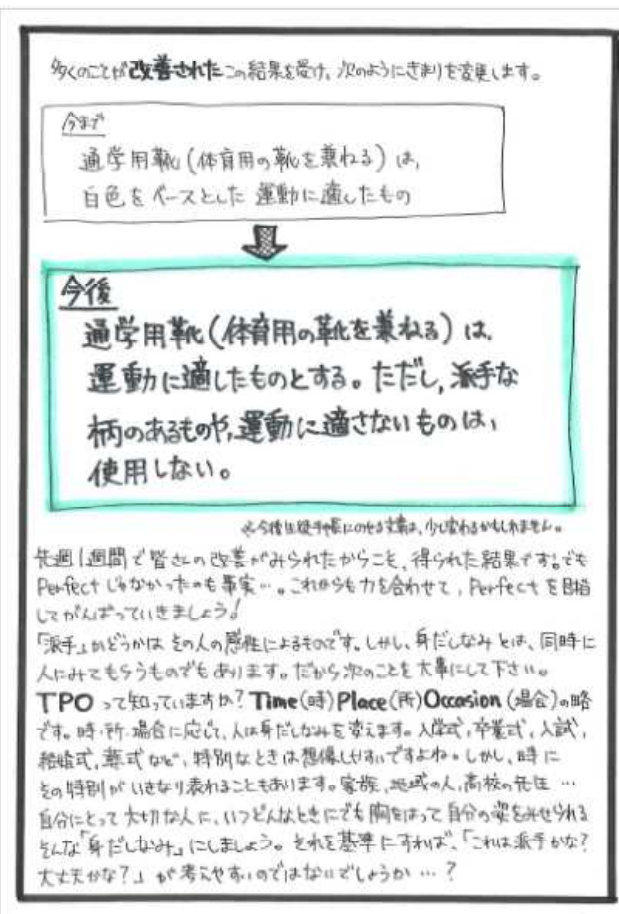 多くのことが改善されたこの結果を受け、次のようにきまりを変更します。
今まで
通学用靴(体育用の靴を兼ねる)は、
白色をベースとした運動に適したもの
今後
通学用靴(体育用の靴を兼ねる)は、
運動に適したものとする。ただし、派手な
柄のあるものや、運動に適さないものは、
使用しない。
※今後生徒手帳にのせる文章は、少し変わるかもしれません。
先週1週間で皆さんの改善がみられたからこそ、得られた結果です。でも
Perfectじゃなかったのも事実…。これからも力を合わせて、Perfectを目指
してがんばっていきましょう!
「派手」かどうかはその人の感性によるものです。しかし、身だしなみとは、同時に
人にみてもらうものでもあります。だから次のことを大事にして下さい。
TPOって知っていますか?Time(時)Place(所)Occasion(場合)の略
です。時・所・場合に応じて、人は身だしなみを変えます。入学式、卒業式、入試、
結婚式、葬式など、特別なときは想像しやすいですよね。しかし、時に
その特別がいきなり表れることもあります。家族、地域の人、高校の先生…
自分にとって大切な人に、いつどんなときにでも胸をはって自分の姿をみせられる
そんな「身だしなみ」にしましょう。それを基準にすれば、「これは派手かな?
大丈夫かな?」が考えやすいのではないでしょうか…?